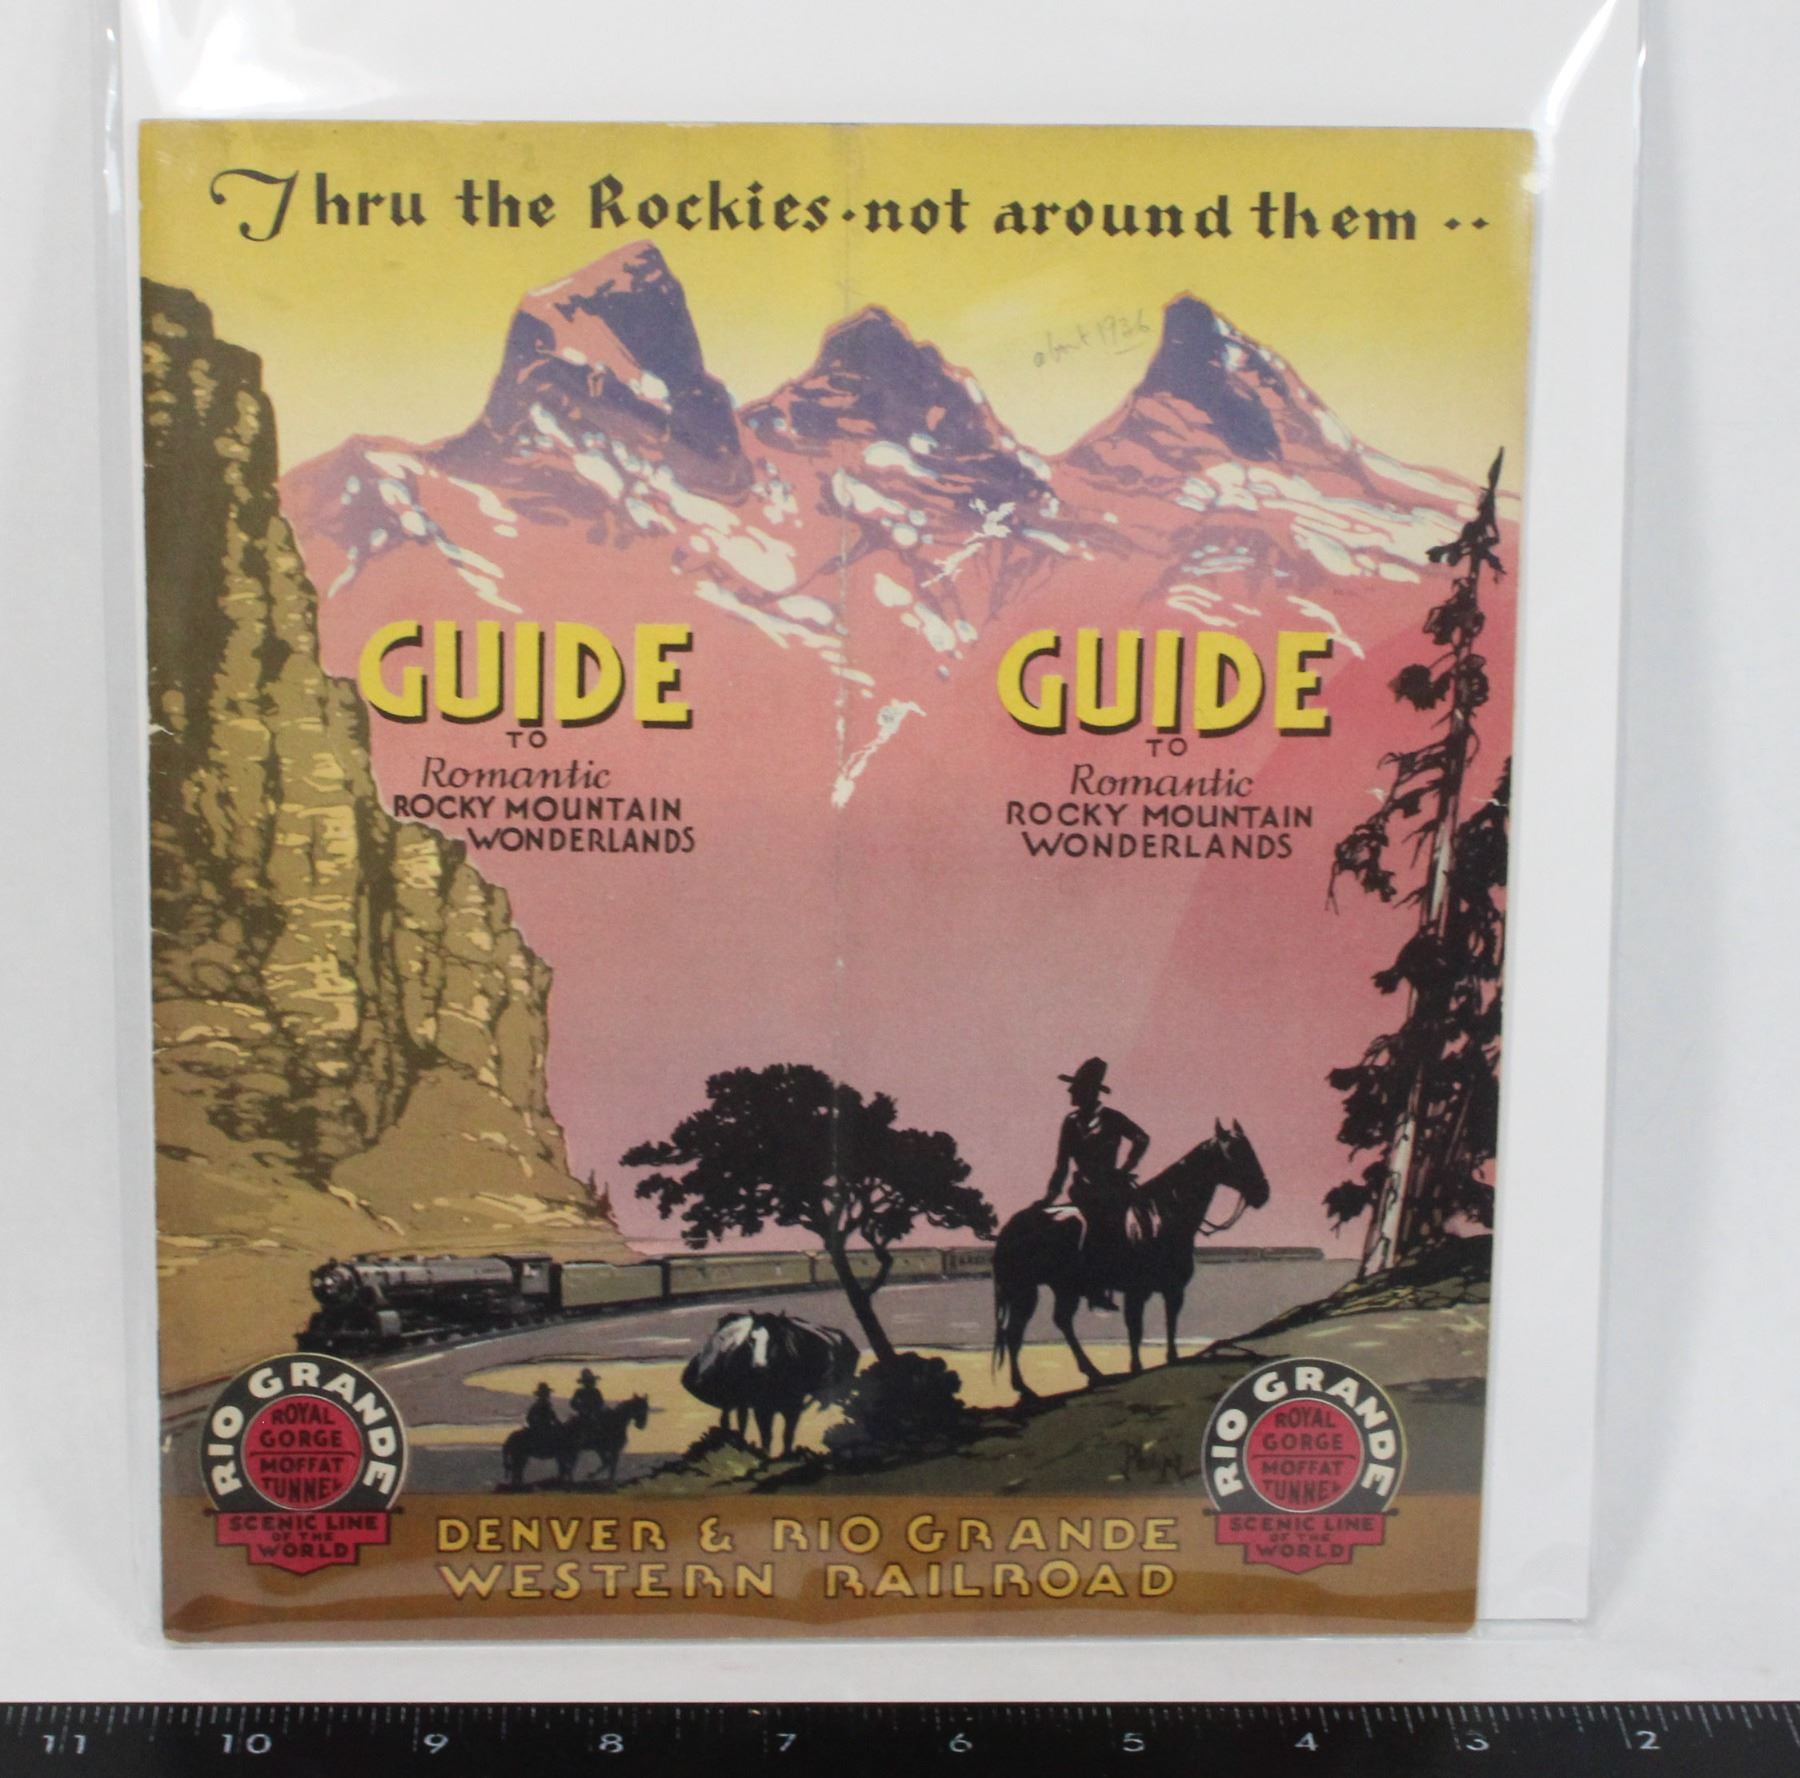 Thru the Rockies·not around them··
about 1936
GUIDE
TO
Romantic
ROCKY MOUNTAIN
WONDERLANDS
GUIDE
TO
Romantic
ROCKY MOUNTAIN
WONDERLANDS
RIO GRANDE
ROYAL
GORGE
MOFFAT
TUNNEL
SCENIC LINE
OF THE
WORLD
RIO GRANDE
ROYAL
GORGE
MOFFAT
TUNNEL
SCENIC LINE
OF THE
WORLD
DENVER & RIO GRANDE
WESTERN RAILROAD
11 10 9 8 7 6 5 4 3 2